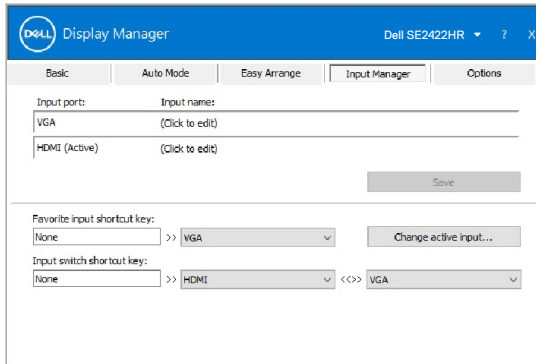 DELL Display Manager Dell SE2422HR ? X
Basic Auto Mode Easy Arrange Input Manager Options
Input port: Input name:
VGA (Click to edit)
HDMI (Active) (Click to edit)
Save
Favorite input shortcut key:
None >> VGA Change active input...
Input switch shortcut key:
None >> HDMI <<>> VGA